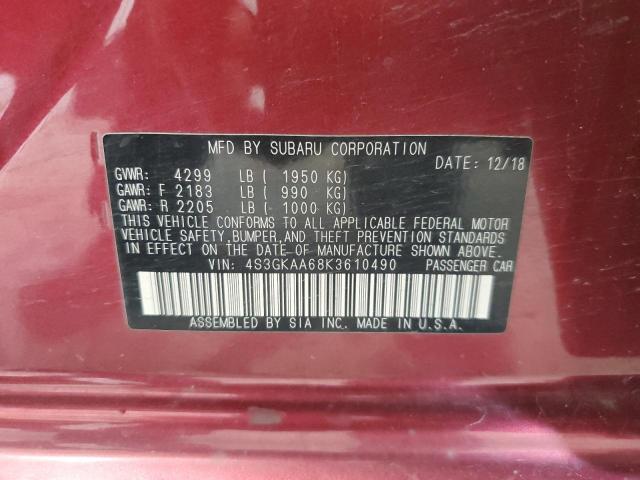 MFD BY SUBARU CORPORATION
DATE: 12/18
GVWR: 4299 LB ( 1950 KG)
GAWR: F 2183 LB ( 990 KG)
GAWR: R 2205 LB ( 1000 KG)
THIS VEHICLE CONFORMS TO ALL APPLICABLE FEDERAL MOTOR
VEHICLE SAFETY, BUMPER, AND THEFT PREVENTION STANDARDS
IN EFFECT ON THE DATE OF MANUFACTURE SHOWN ABOVE.
VIN: 4S3GKAA68K3610490 PASSENGER CAR
ASSEMBLED BY SIA INC. MADE IN U.S.A.